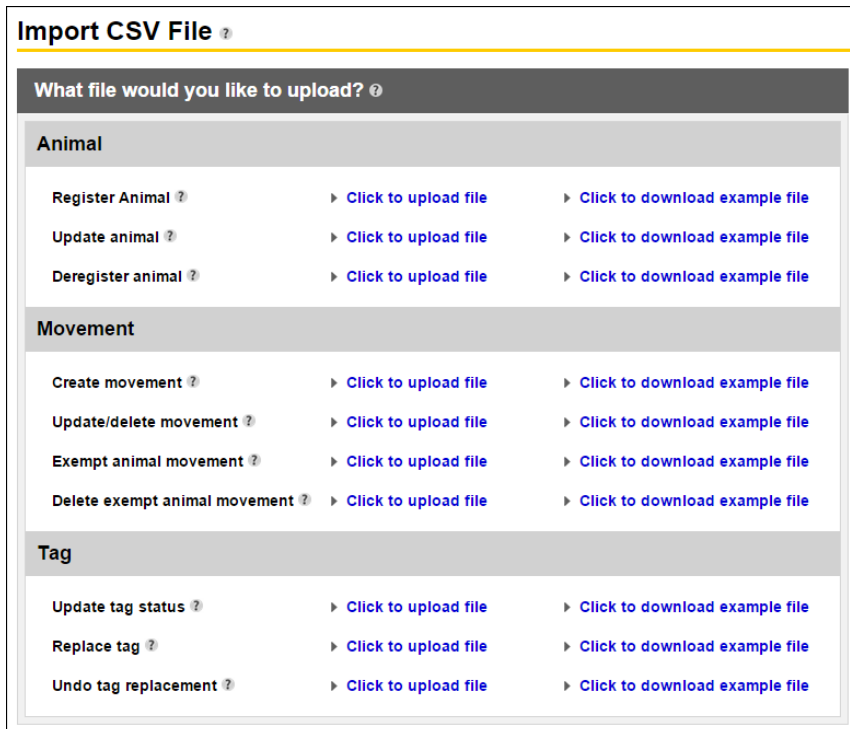 Import CSV File ?
What file would you like to upload? ?
Animal
Register Animal ? Click to upload file Click to download example file
Update animal ? Click to upload file Click to download example file
Deregister animal ? Click to upload file Click to download example file
Movement
Create movement ? Click to upload file Click to download example file
Update/delete movement ? Click to upload file Click to download example file
Exempt animal movement ? Click to upload file Click to download example file
Delete exempt animal movement ? Click to upload file Click to download example file
Tag
Update tag status ? Click to upload file Click to download example file
Replace tag ? Click to upload file Click to download example file
Undo tag replacement ? Click to upload file Click to download example file